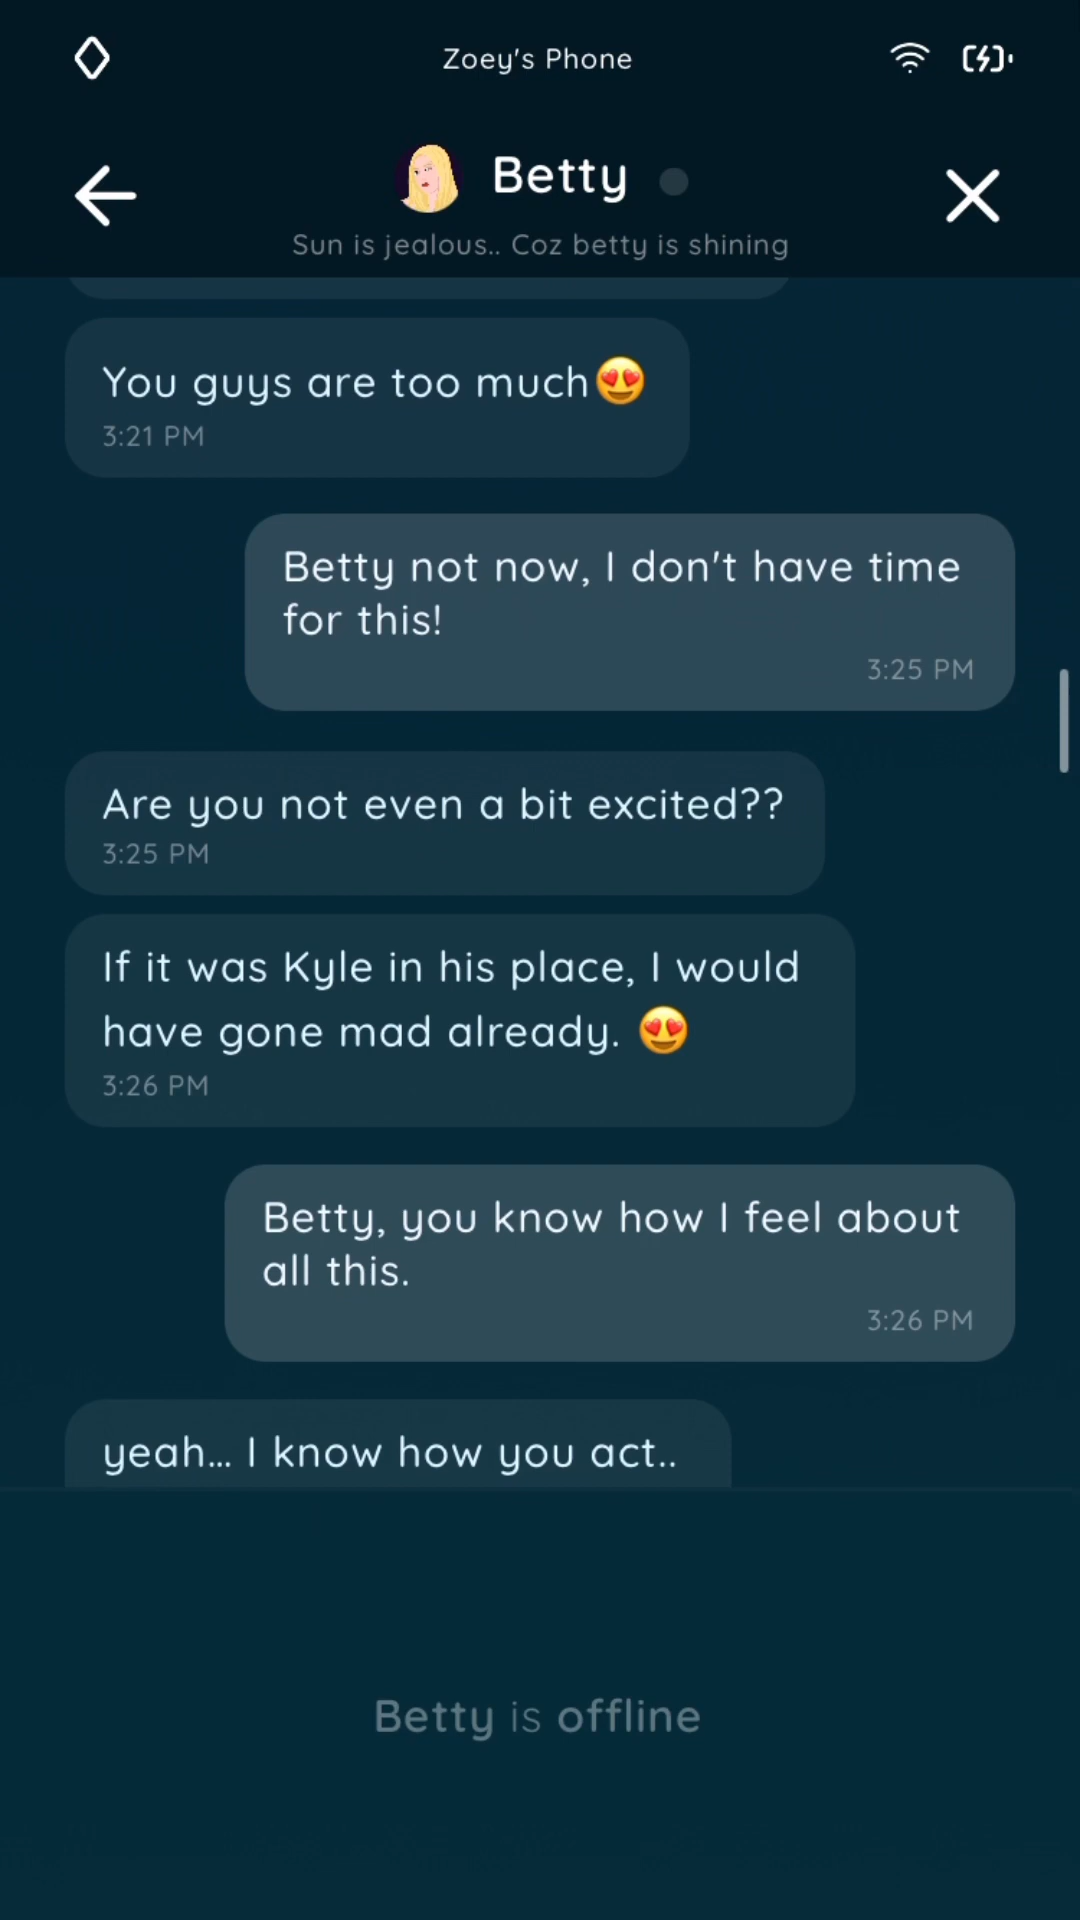 Zoey's Phone
Betty
Sun is jealous.. Coz betty is shining
You guys are too much😍
3:21 PM
Betty not now, I don't have time
for this!
3:25 PM
Are you not even a bit excited??
3:25 PM
If it was Kyle in his place, I would
have gone mad already. 😍
3:26 PM
Betty, you know how I feel about
all this.
3:26 PM
yeah... I know how you act..
Betty is offline